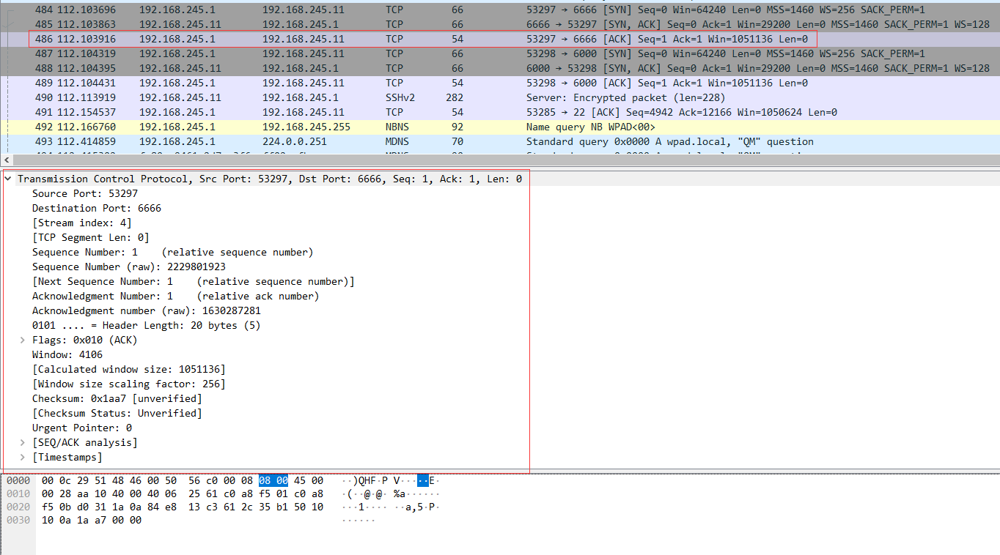 484 112.103696 192.168.245.1 192.168.245.11 TCP 66 53297 → 6666 [SYN] Seq=0 Win=64240 Len=0 MSS=1460 WS=256 SACK_PERM=1
485 112.103863 192.168.245.11 192.168.245.1 TCP 66 6666 → 53297 [SYN, ACK] Seq=0 Ack=1 Win=29200 Len=0 MSS=1460 SACK_PERM=1 WS=128
486 112.103916 192.168.245.1 192.168.245.11 TCP 54 53297 → 6666 [ACK] Seq=1 Ack=1 Win=1051136 Len=0
487 112.104319 192.168.245.1 192.168.245.11 TCP 66 53298 → 6000 [SYN] Seq=0 Win=64240 Len=0 MSS=1460 WS=256 SACK_PERM=1
488 112.104395 192.168.245.11 192.168.245.1 TCP 66 6000 → 53298 [SYN, ACK] Seq=0 Ack=1 Win=29200 Len=0 MSS=1460 SACK_PERM=1 WS=128
489 112.104431 192.168.245.1 192.168.245.11 TCP 54 53298 → 6000 [ACK] Seq=1 Ack=1 Win=1051136 Len=0
490 112.113919 192.168.245.11 192.168.245.1 SSHv2 282 Server: Encrypted packet (len=228)
491 112.154537 192.168.245.1 192.168.245.11 TCP 54 53285 → 22 [ACK] Seq=4942 Ack=12166 Win=1050624 Len=0
492 112.166760 192.168.245.1 192.168.245.255 NBNS 92 Name query NB WPAD<00>
493 112.414859 192.168.245.1 224.0.0.251 MDNS 70 Standard query 0x0000 A wpad.local, "QM" question
Transmission Control Protocol, Src Port: 53297, Dst Port: 6666, Seq: 1, Ack: 1, Len: 0
Source Port: 53297
Destination Port: 6666
[Stream index: 4]
[TCP Segment Len: 0]
Sequence Number: 1 (relative sequence number)
Sequence Number (raw): 2229801923
[Next Sequence Number: 1 (relative sequence number)]
Acknowledgment Number: 1 (relative ack number)
Acknowledgment number (raw): 1630287281
0101 .... = Header Length: 20 bytes (5)
Flags: 0x010 (ACK)
Window: 4106
[Calculated window size: 1051136]
[Window size scaling factor: 256]
Checksum: 0x1aa7 [unverified]
[Checksum Status: Unverified]
Urgent Pointer: 0
[SEQ/ACK analysis]
[Timestamps]
0000 00 0c 29 51 48 46 00 50 56 c0 00 08 08 00 45 00 ··)QHF·P V·····E·
0010 00 28 aa 10 40 00 40 06 25 61 c0 a8 f5 01 c0 a8 ·(··@·@· %a······
0020 f5 0b d0 31 1a 0a 84 e8 13 c3 61 2c 35 b1 50 10 ···1···· ··a,5·P·
0030 10 0a 1a a7 00 00 ······